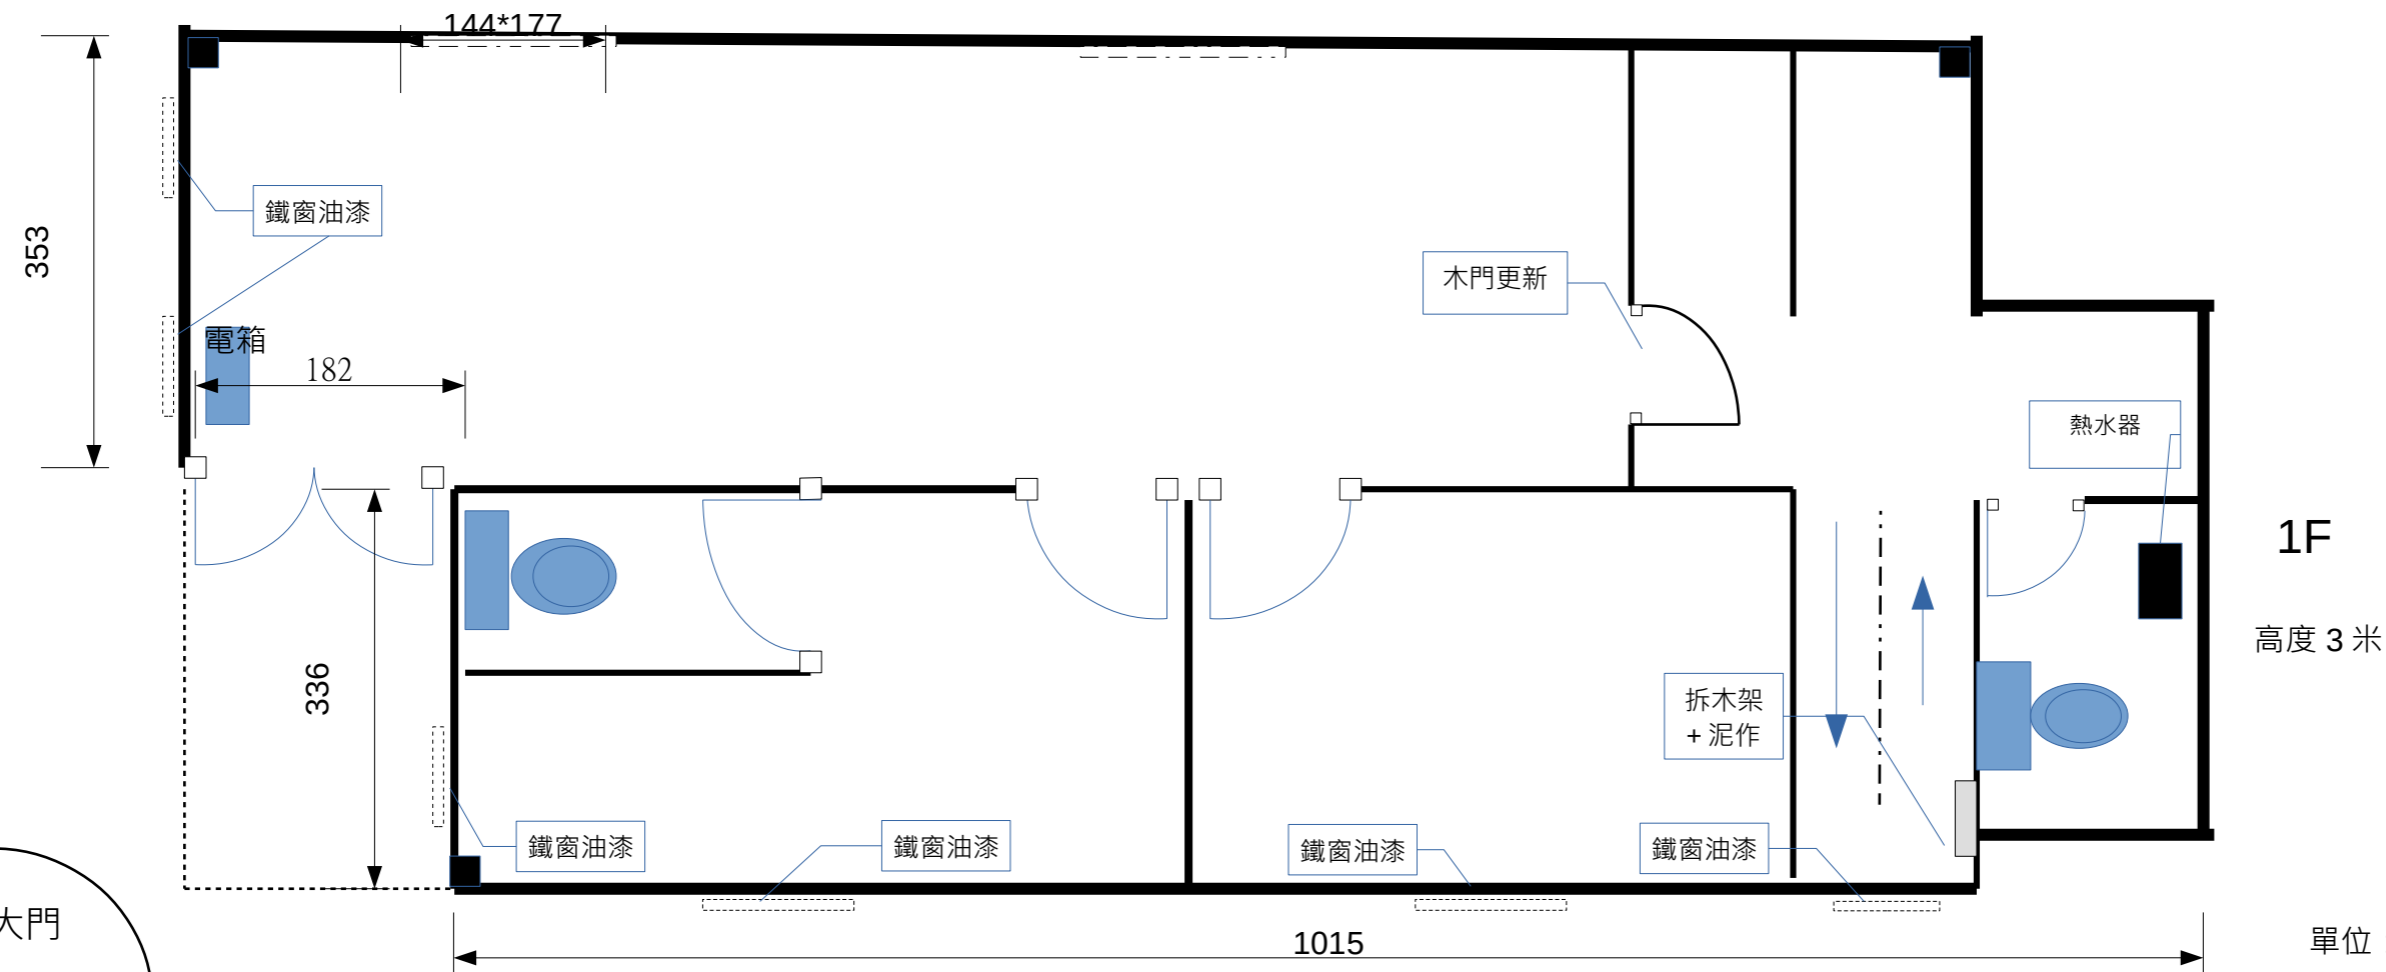 144*177
353
鐵窗油漆
木門更新
電箱
182
熱水器
1F
高度 3 米
336
拆木架
+ 泥作
鐵窗油漆
鐵窗油漆
鐵窗油漆
鐵窗油漆
大門
1015
單位